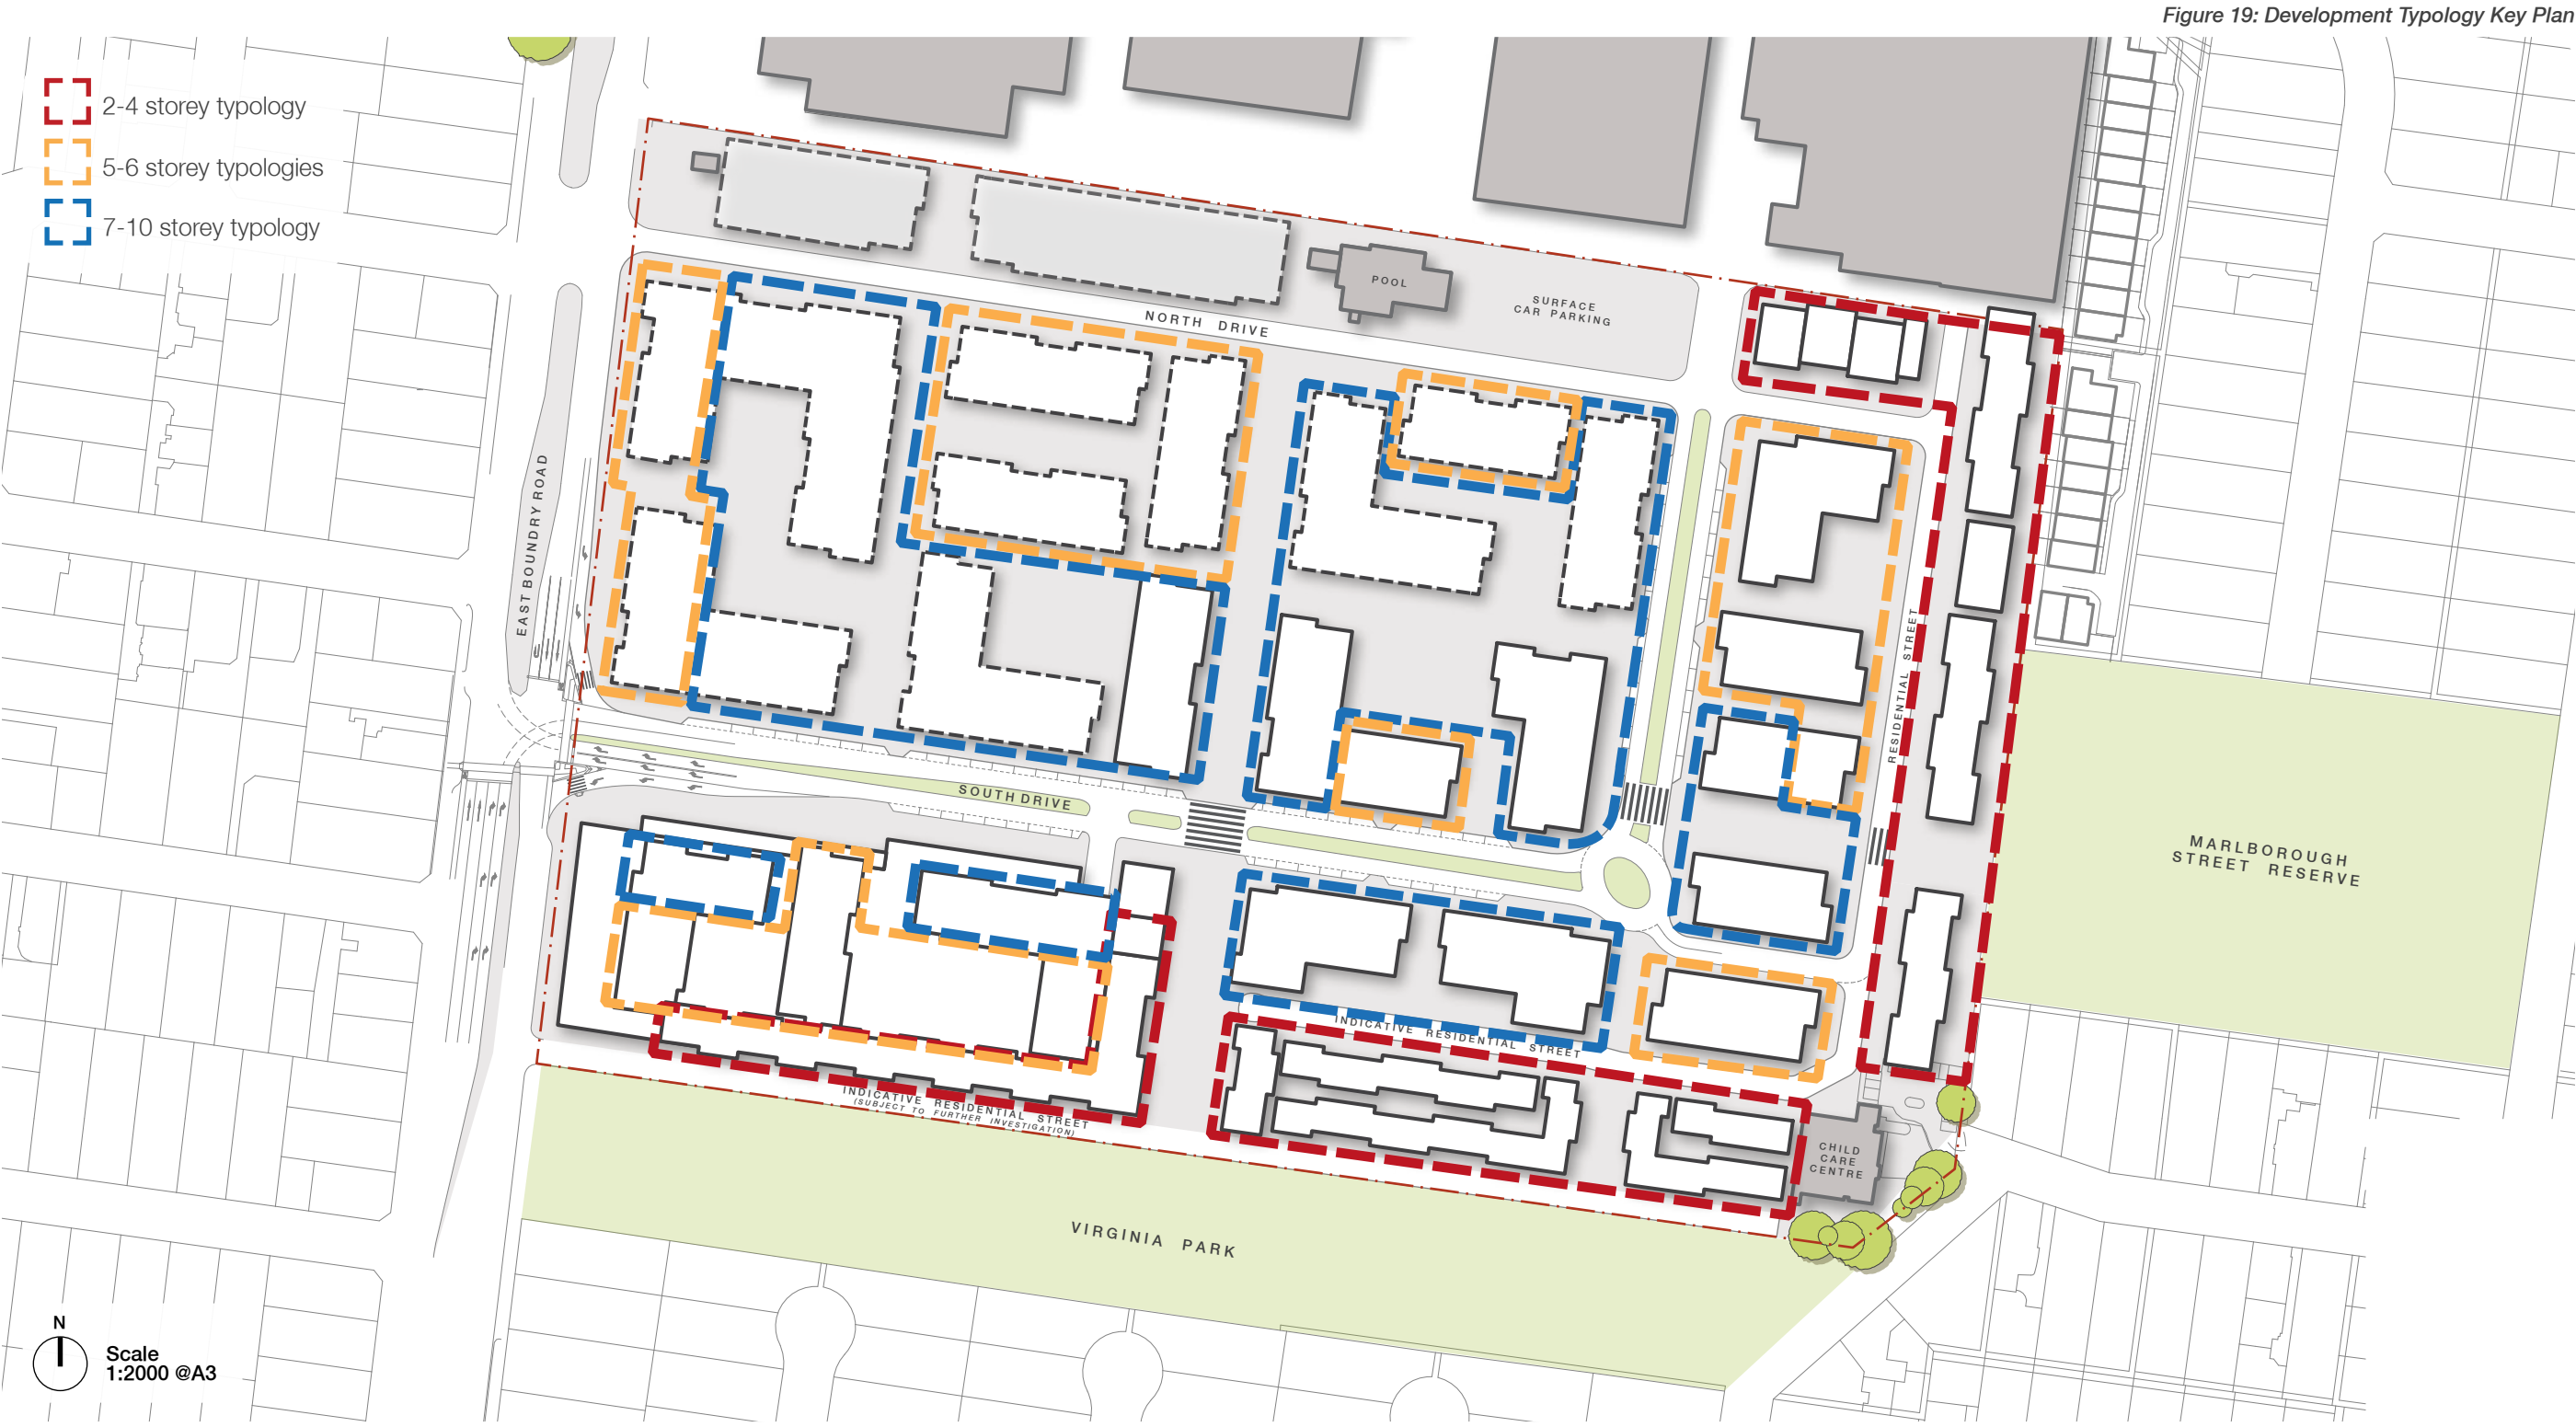 Figure 19: Development Typology Key Plan
2-4 storey typology
5-6 storey typologies
7-10 storey typology
POOL
SURFACE
CAR PARKING
NORTH DRIVE
EAST BOUNDRY ROAD
RESIDENTIAL STREET
RESIDENTIAL STREET
SOUTH DRIVE
MARLBOROUGH
STREET RESERVE
INDICATIVE RESIDENTIAL STREET
INDICATIVE RESIDENTIAL STREET
(SUBJECT TO FURTHER INVESTIGATION)
CHILD
CARE
CENTRE
VIRGINIA PARK
N
Scale
1:2000 @A3